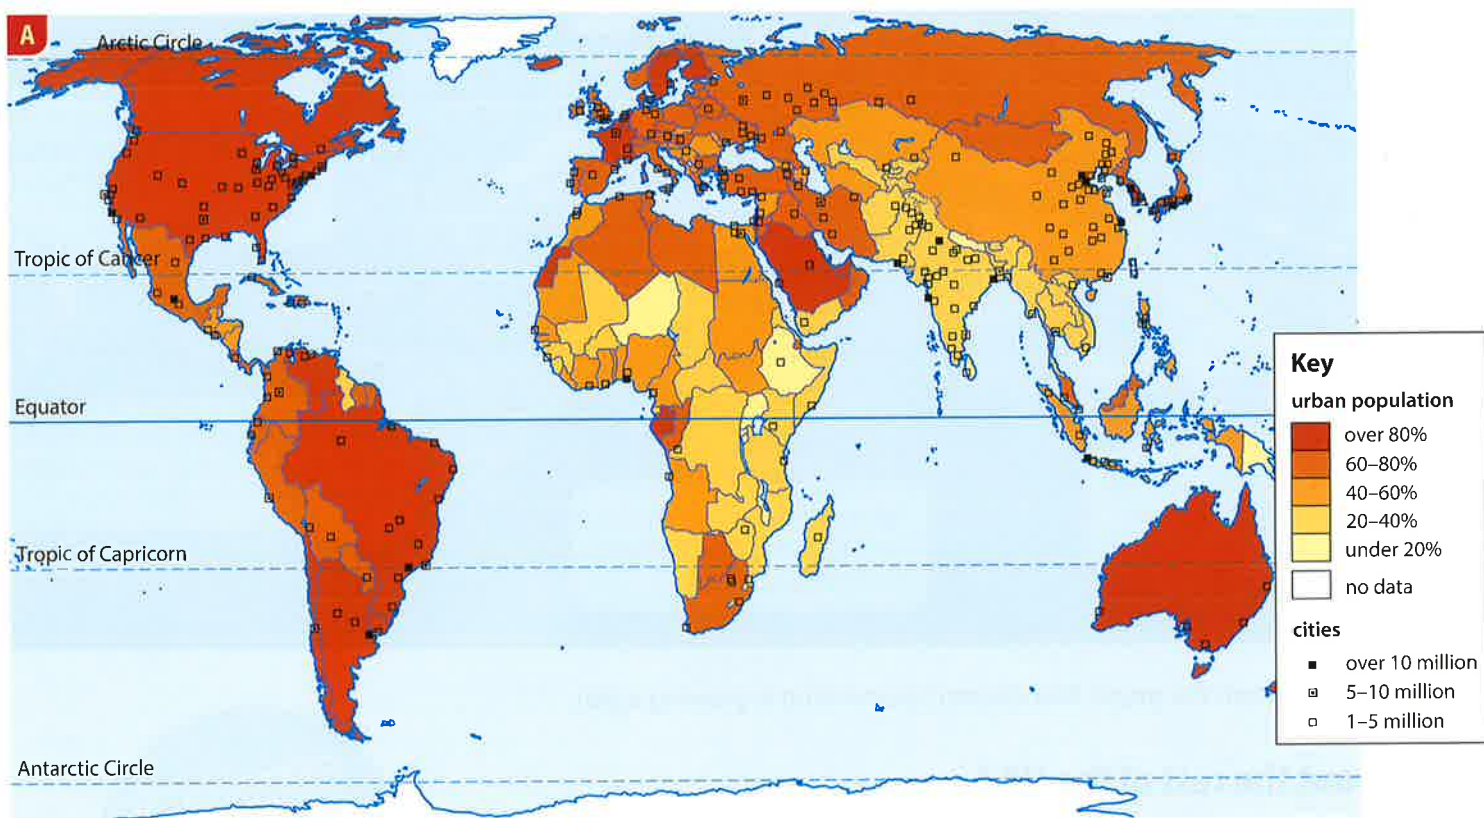 A
Arctic Circle
Tropic of Cancer
Equator
Tropic of Capricorn
Antarctic Circle
Key
urban population
over 80%
60–80%
40–60%
20–40%
under 20%
no data
cities
over 10 million
5–10 million
1–5 million